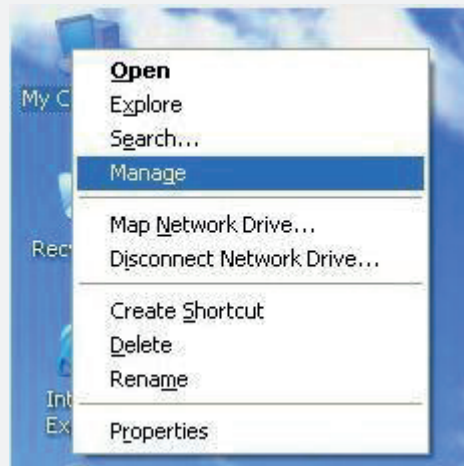 My C
Open
Explore
Search...
Manage
Map Network Drive...
Disconnect Network Drive...
Rec
Create Shortcut
Delete
Rename
Int
Ex
Properties